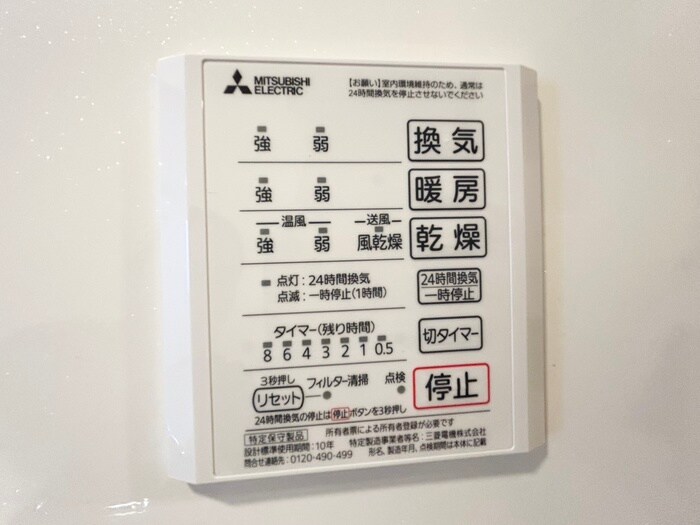 MITSUBISHI
ELECTRIC
【お願い】室内環境維持のため、通常は
24時間換気を停止させないでください
強 弱 換気
強 弱 暖房
温風 送風
強 弱 風乾燥 乾燥
点灯:24時間換気
点滅:一時停止(1時間)
24時間換気
一時停止
タイマー(残り時間)
8 6 4 3 2 1 0.5
切タイマー
3秒押し
リセット フィルター清掃 点検 停止
24時間換気の停止は停止ボタンを3秒押し
特定保守製品 所有者票による所有者登録が必要です
設計標準使用期間:10年 特定製造事業者等名:三菱電機株式会社
問合せ連絡先:0120-490-499 形名、製造年月、点検期間は本体に記載